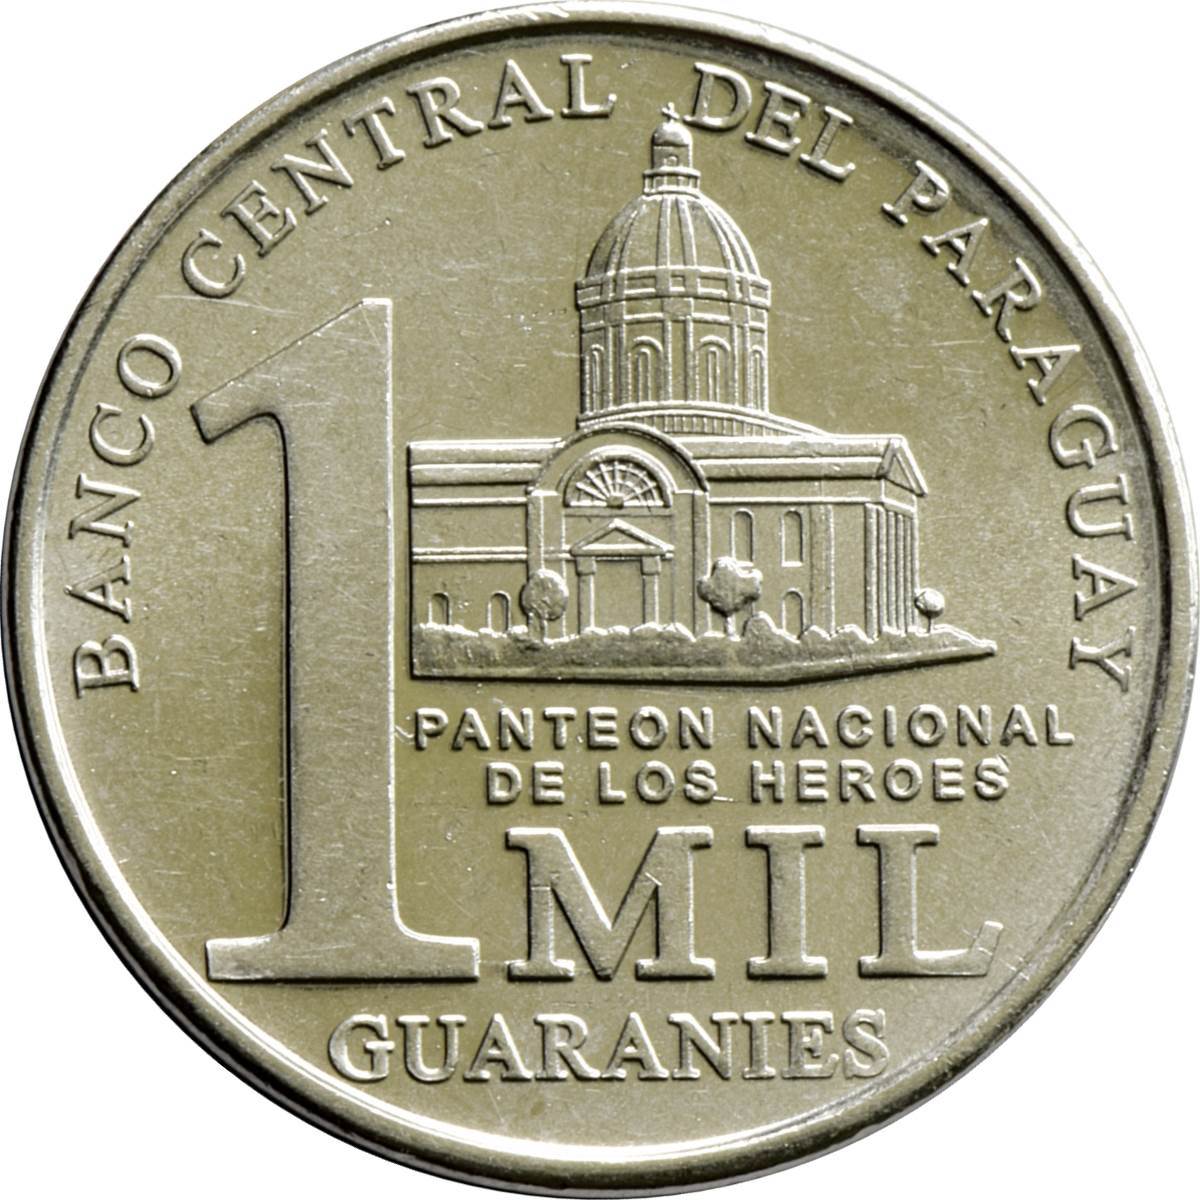 BANCO CENTRAL DEL PARAGUAY
PANTEON NACIONAL
DE LOS HEROES
1 MIL
GUARANIES